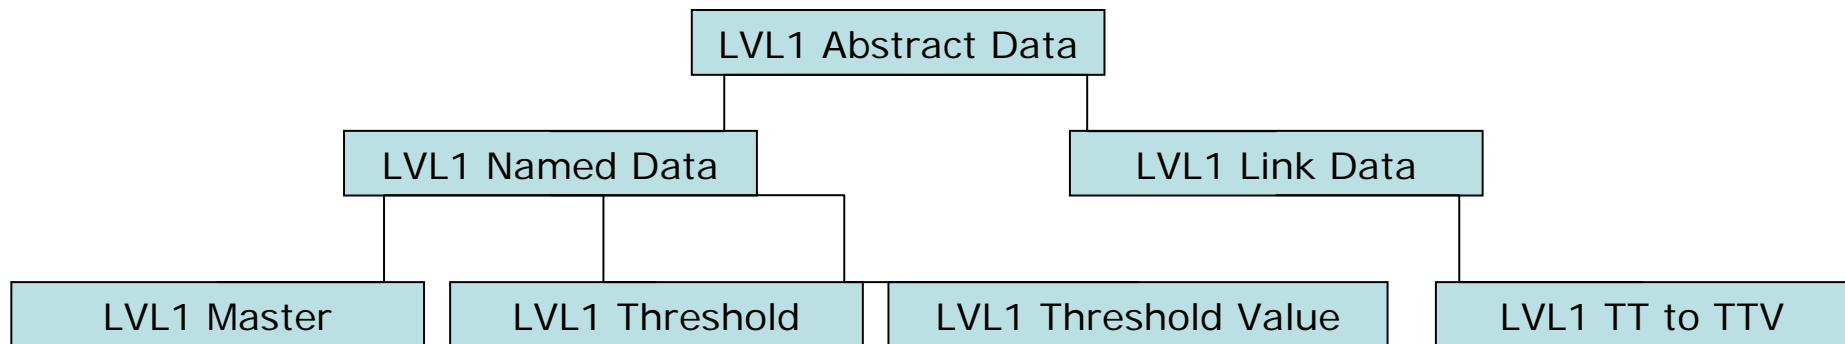 LVL1 Abstract Data
LVL1 Named Data
LVL1 Link Data
LVL1 Master
LVL1 Threshold
LVL1 Threshold Value
LVL1 TT to TTV